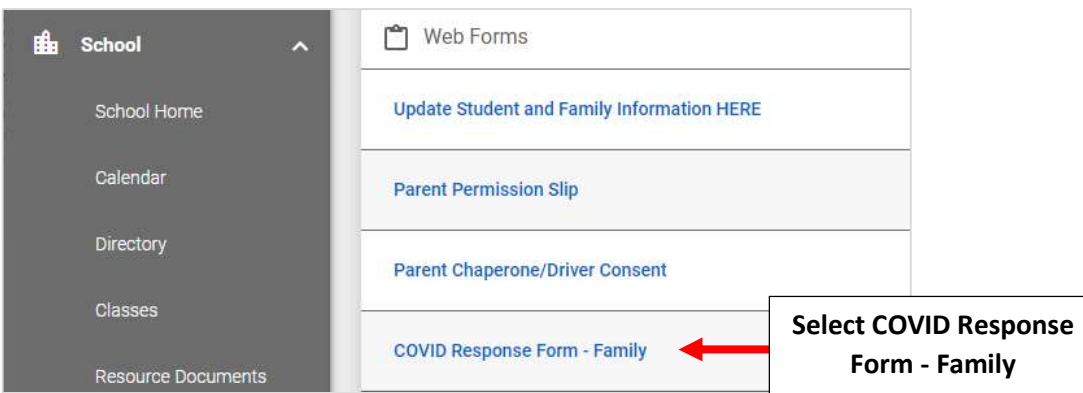 School
School Home
Calendar
Directory
Classes
Resource Documents
Web Forms
Update Student and Family Information HERE
Parent Permission Slip
Parent Chaperone/Driver Consent
COVID Response Form - Family
Select COVID Response
Form - Family